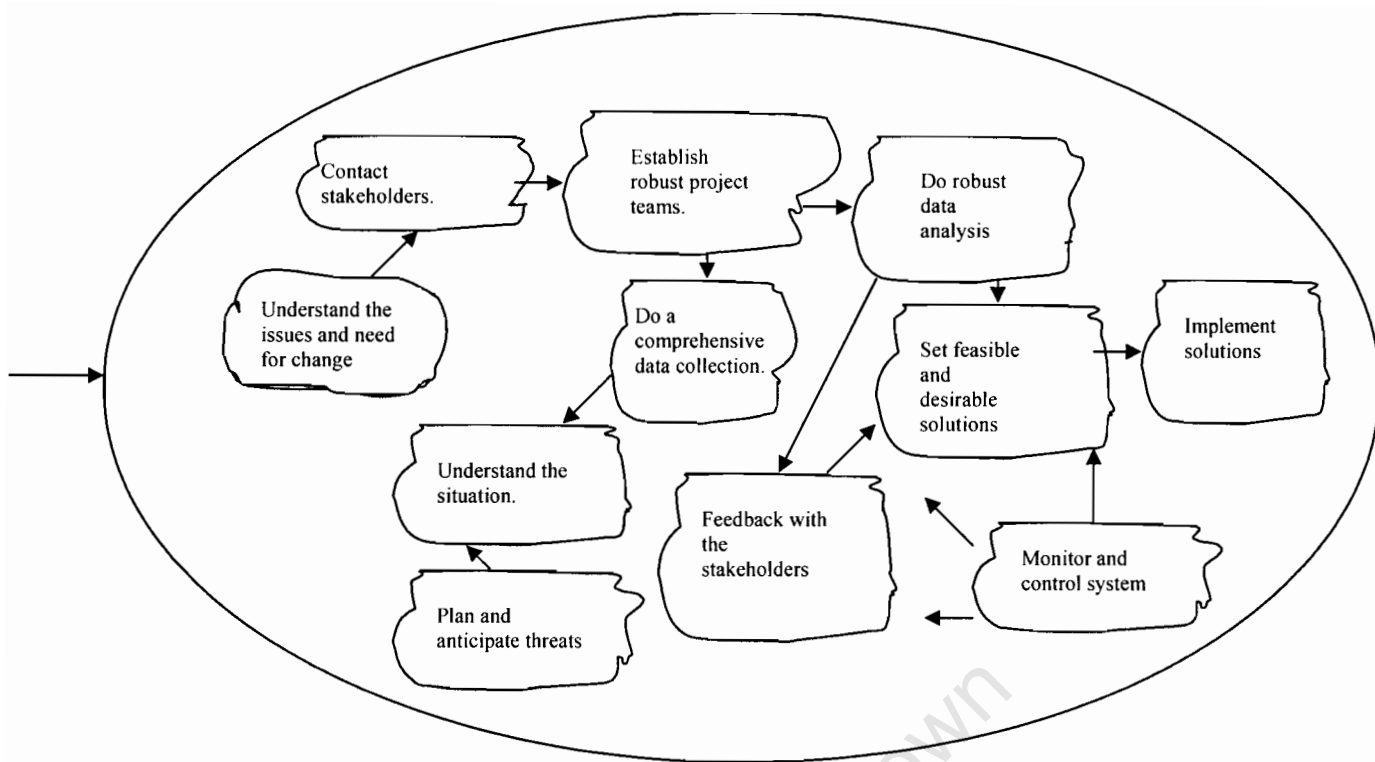 Contact
stakeholders.
Establish
robust project
teams.
Do robust
data
analysis
Understand the
issues and need
for change
Do a
comprehensive
data collection.
Set feasible
and
desirable
solutions
Implement
solutions
Understand the
situation.
Feedback with
the
stakeholders
Monitor and
control system
Plan and
anticipate threats